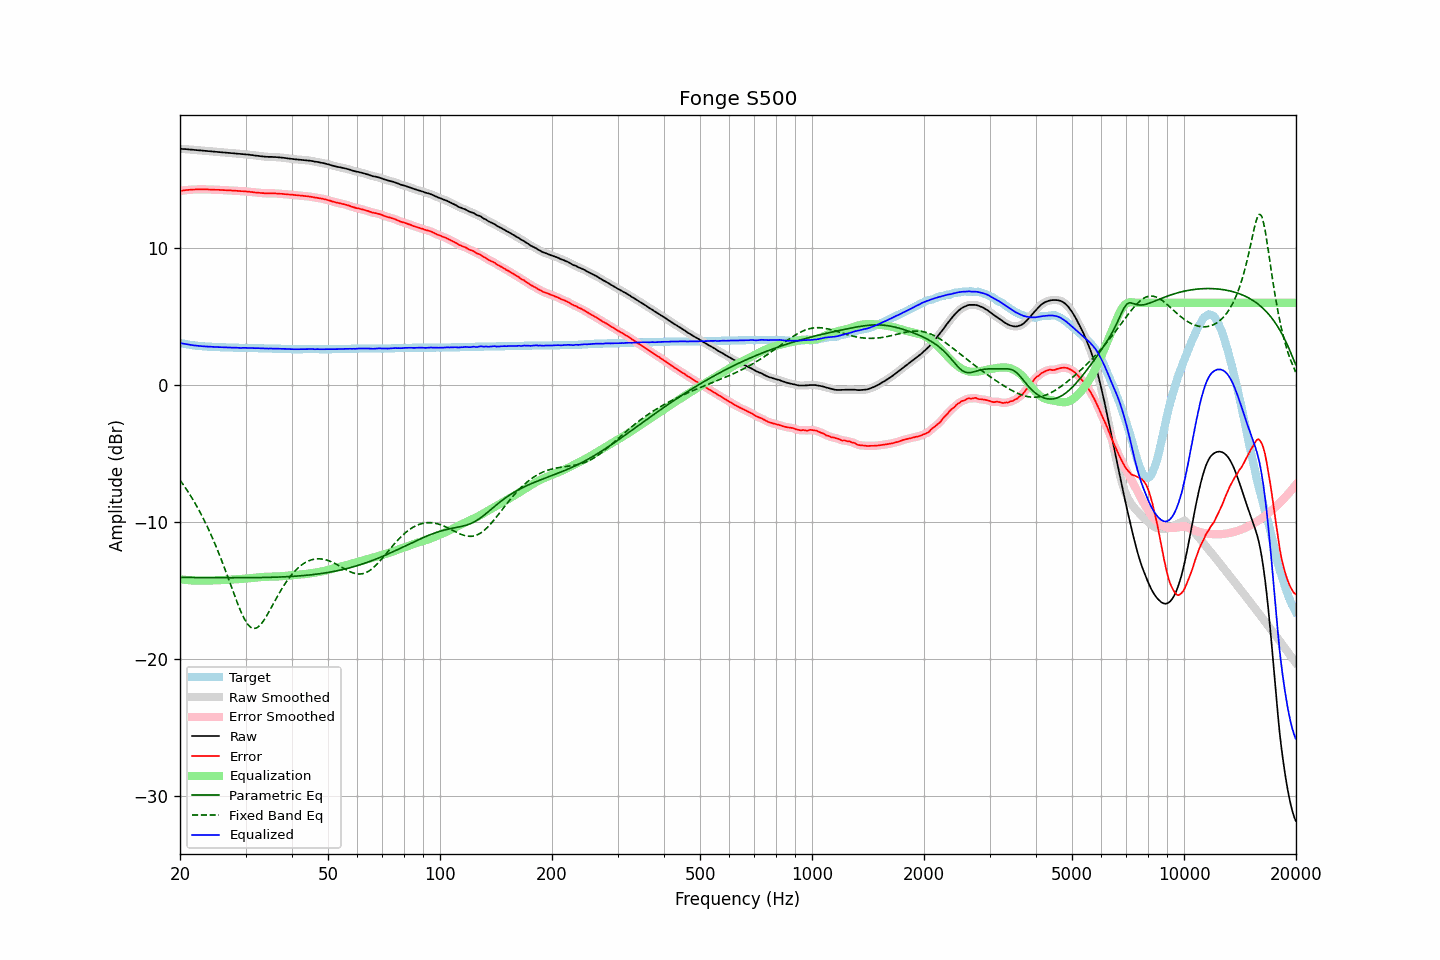 Fonge S500
Amplitude (dBr)
10
0
−10
−20
−30
Target
Raw Smoothed
Error Smoothed
Raw
Error
Equalization
Parametric Eq
Fixed Band Eq
Equalized
20 50 100 200 500 1000 2000 5000 10000 20000
Frequency (Hz)